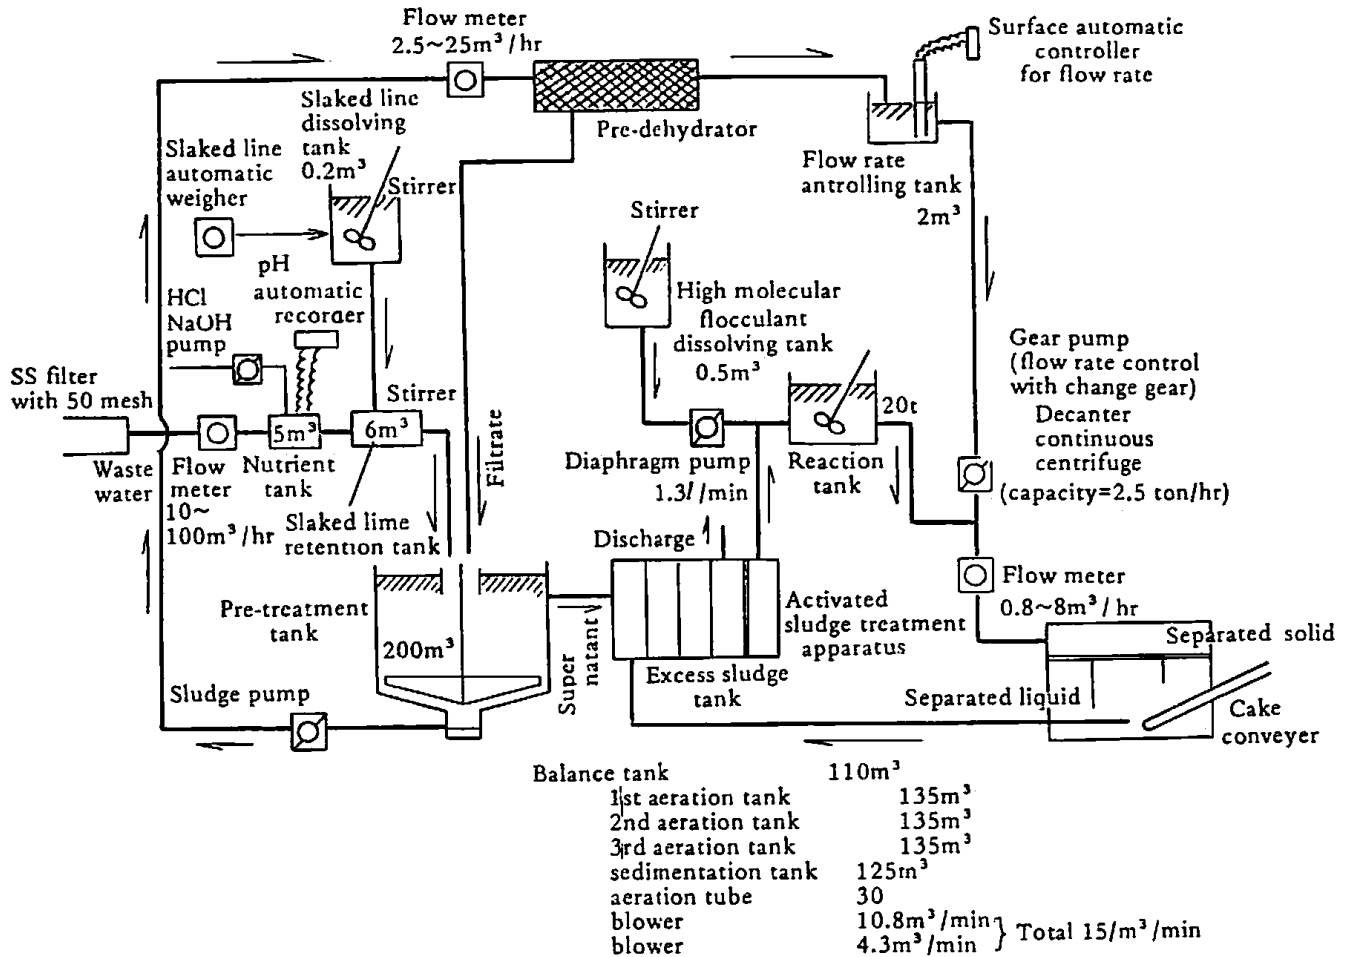 Flow meter
2.5~25m³/hr
Surface automatic
controller
for flow rate
Slaked line
dissolving
tank
0.2m³
Stirrer
Pre-dehydrator
Slaked line
automatic
weigher
Flow rate
antrolling tank
2m³
Stirrer
pH
automatic
recorder
HCl
NaOH
pump
High molecular
flocculant
dissolving tank
0.5m³
Gear pump
(flow rate control
with change gear)
Decanter
continuous
centrifuge
(capacity=2.5 ton/hr)
SS filter
with 50 mesh
Stirrer
5m³
6m³
20t
Waste
water
Flow
meter
10~
100m³/hr
Nutrient
tank
Slaked lime
retention tank
Filtrate
Diaphragm pump
1.3l/min
Reaction
tank
Discharge
Flow meter
0.8~8m³/hr
Pre-treatment
tank
200m³
Super
natant
Activated
sludge treatment
apparatus
Excess sludge
tank
Separated solid
Separated liquid
Cake
conveyer
Sludge pump
Balance tank 110m³
1st aeration tank 135m³
2nd aeration tank 135m³
3rd aeration tank 135m³
sedimentation tank 125m³
aeration tube 30
blower 10.8m³/min
blower 4.3m³/min
} Total 15/m³/min